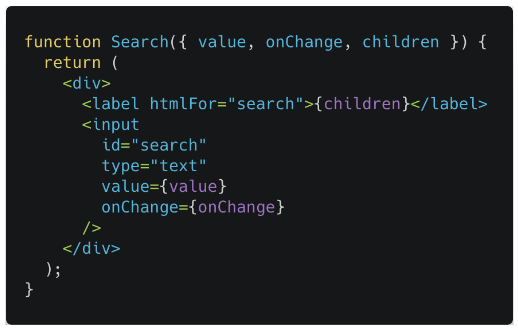 function Search({ value, onChange, children }) {
  return (
    <div>
      <label htmlFor="search">{children}</label>
      <input
        id="search"
        type="text"
        value={value}
        onChange={onChange}
      />
    </div>
  );
}